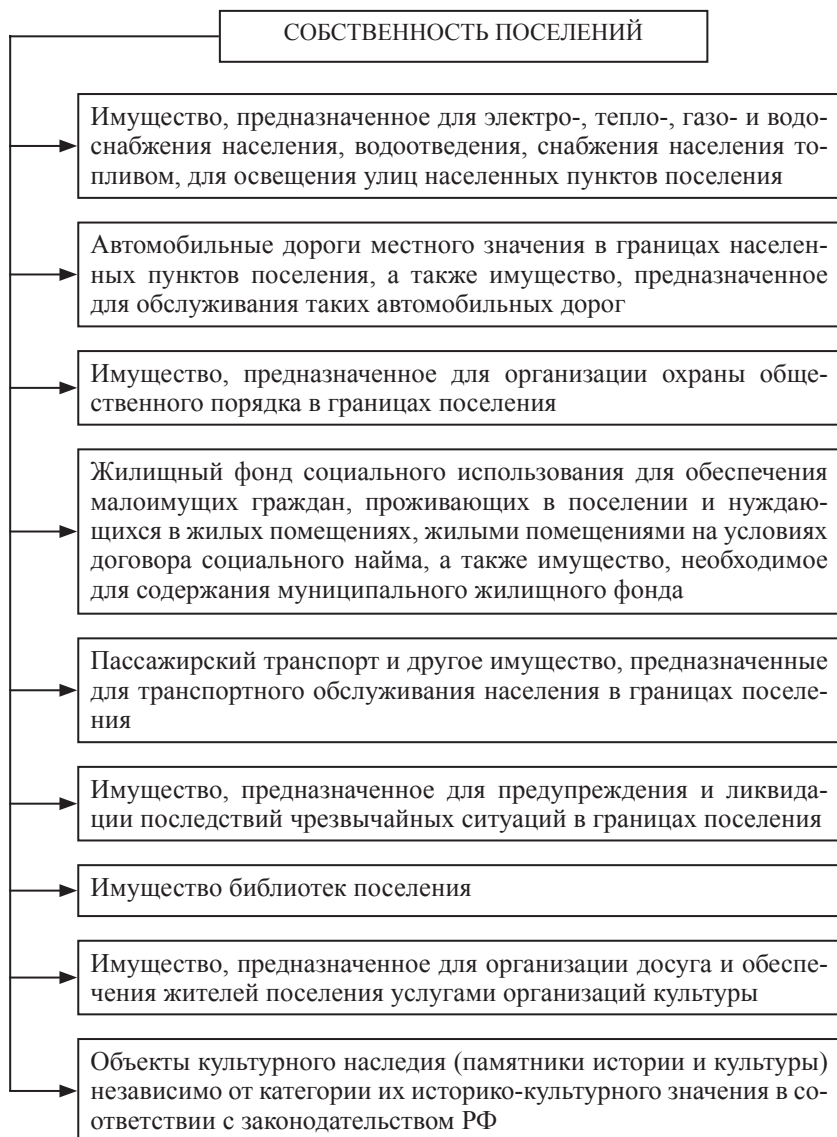 СОБСТВЕННОСТЬ ПОСЕЛЕНИЙ
Имущество, предназначенное для электро-, тепло-, газо- и водо-
снабжения населения, водоотведения, снабжения населения то-
пливом, для освещения улиц населенных пунктов поселения
Автомобильные дороги местного значения в границах населен-
ных пунктов поселения, а также имущество, предназначенное
для обслуживания таких автомобильных дорог
Имущество, предназначенное для организации охраны обще-
ственного порядка в границах поселения
Жилищный фонд социального использования для обеспечения
малоимущих граждан, проживающих в поселении и нуждаю-
щихся в жилых помещениях, жилыми помещениями на условиях
договора социального найма, а также имущество, необходимое
для содержания муниципального жилищного фонда
Пассажирский транспорт и другое имущество, предназначенные
для транспортного обслуживания населения в границах поселе-
ния
Имущество, предназначенное для предупреждения и ликвида-
ции последствий чрезвычайных ситуаций в границах поселения
Имущество библиотек поселения
Имущество, предназначенное для организации досуга и обеспе-
чения жителей поселения услугами организаций культуры
Объекты культурного наследия (памятники истории и культуры)
независимо от категории их историко-культурного значения в со-
ответствии с законодательством РФ